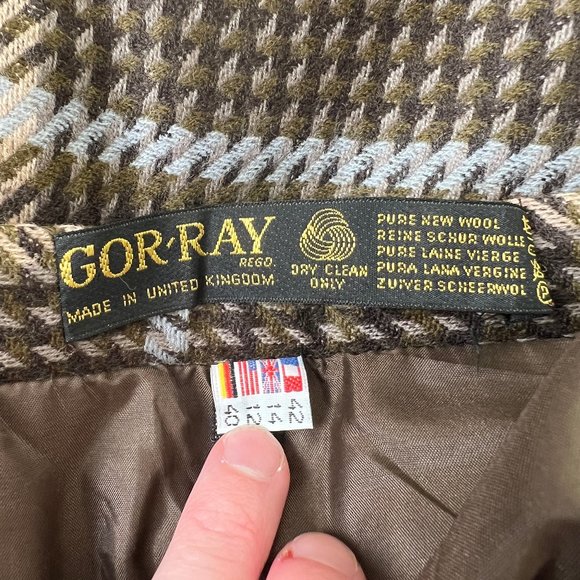 GOR-RAY
REGD.
MADE IN UNITED KINGDOM
DRY CLEAN
ONLY
PURE NEW WOOL
REINE SCHUR WOLLE
PURE LAINE VIERGE
PURA LANA VERGINE
ZUIVER SCHEERWOL
40
12
14
42